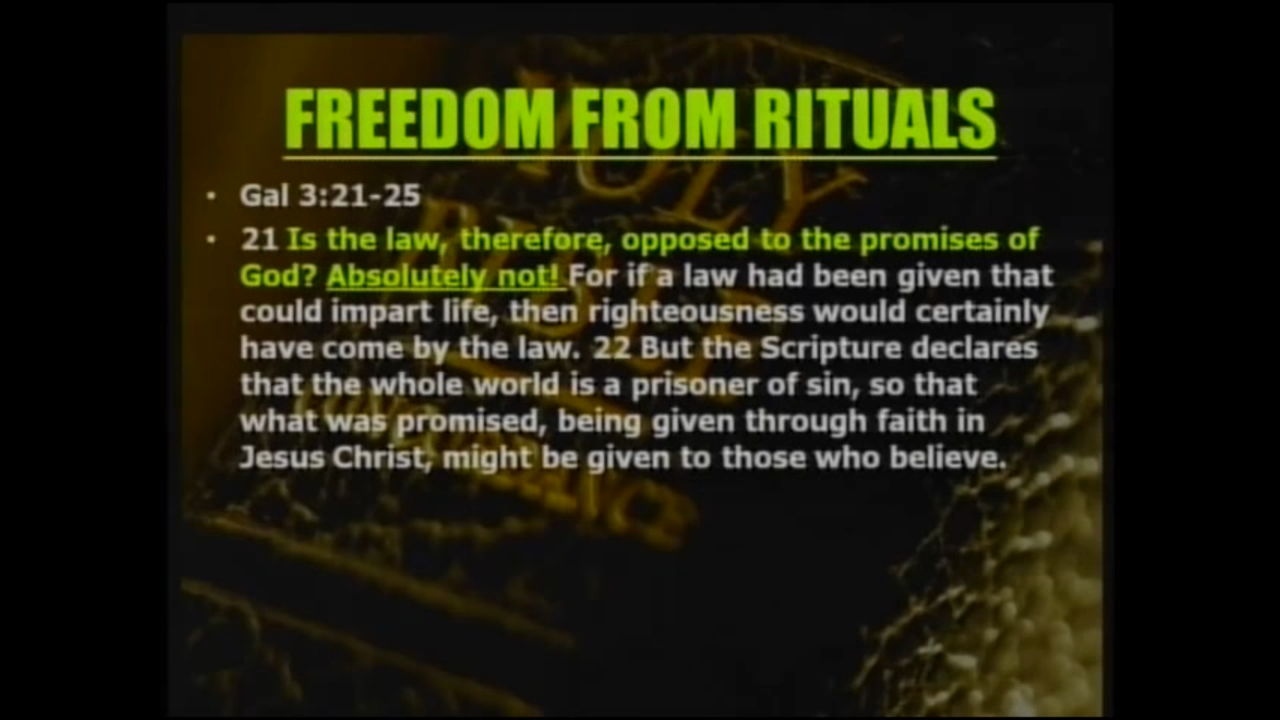 FREEDOM FROM RITUALS
• Gal 3:21-25
• 21 Is the law, therefore, opposed to the promises of
God? Absolutely not! For if a law had been given that
could impart life, then righteousness would certainly
have come by the law. 22 But the Scripture declares
that the whole world is a prisoner of sin, so that
what was promised, being given through faith in
Jesus Christ, might be given to those who believe.
HOLY
BIBLE